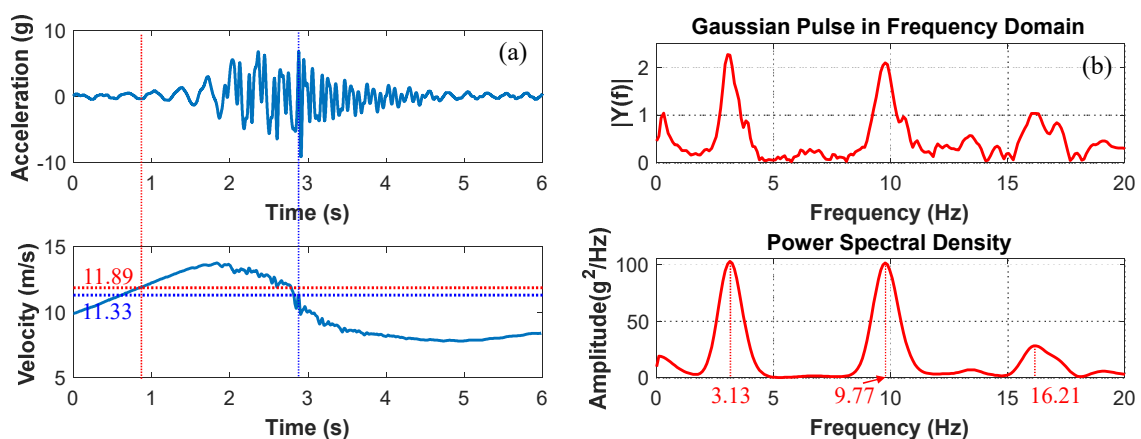 Acceleration (g)
10
0
-10
(a)
0 1 2 3 4 5 6
Time (s)
Velocity (m/s)
15
10
5
11.89
11.33
0 1 2 3 4 5 6
Time (s)
Gaussian Pulse in Frequency Domain
|Y(f)|
2
1
0
(b)
0 5 10 15 20
Frequency (Hz)
Power Spectral Density
Amplitude(g²/Hz)
100
50
0
0 5 10 15 20
3.13 9.77 16.21
Frequency (Hz)